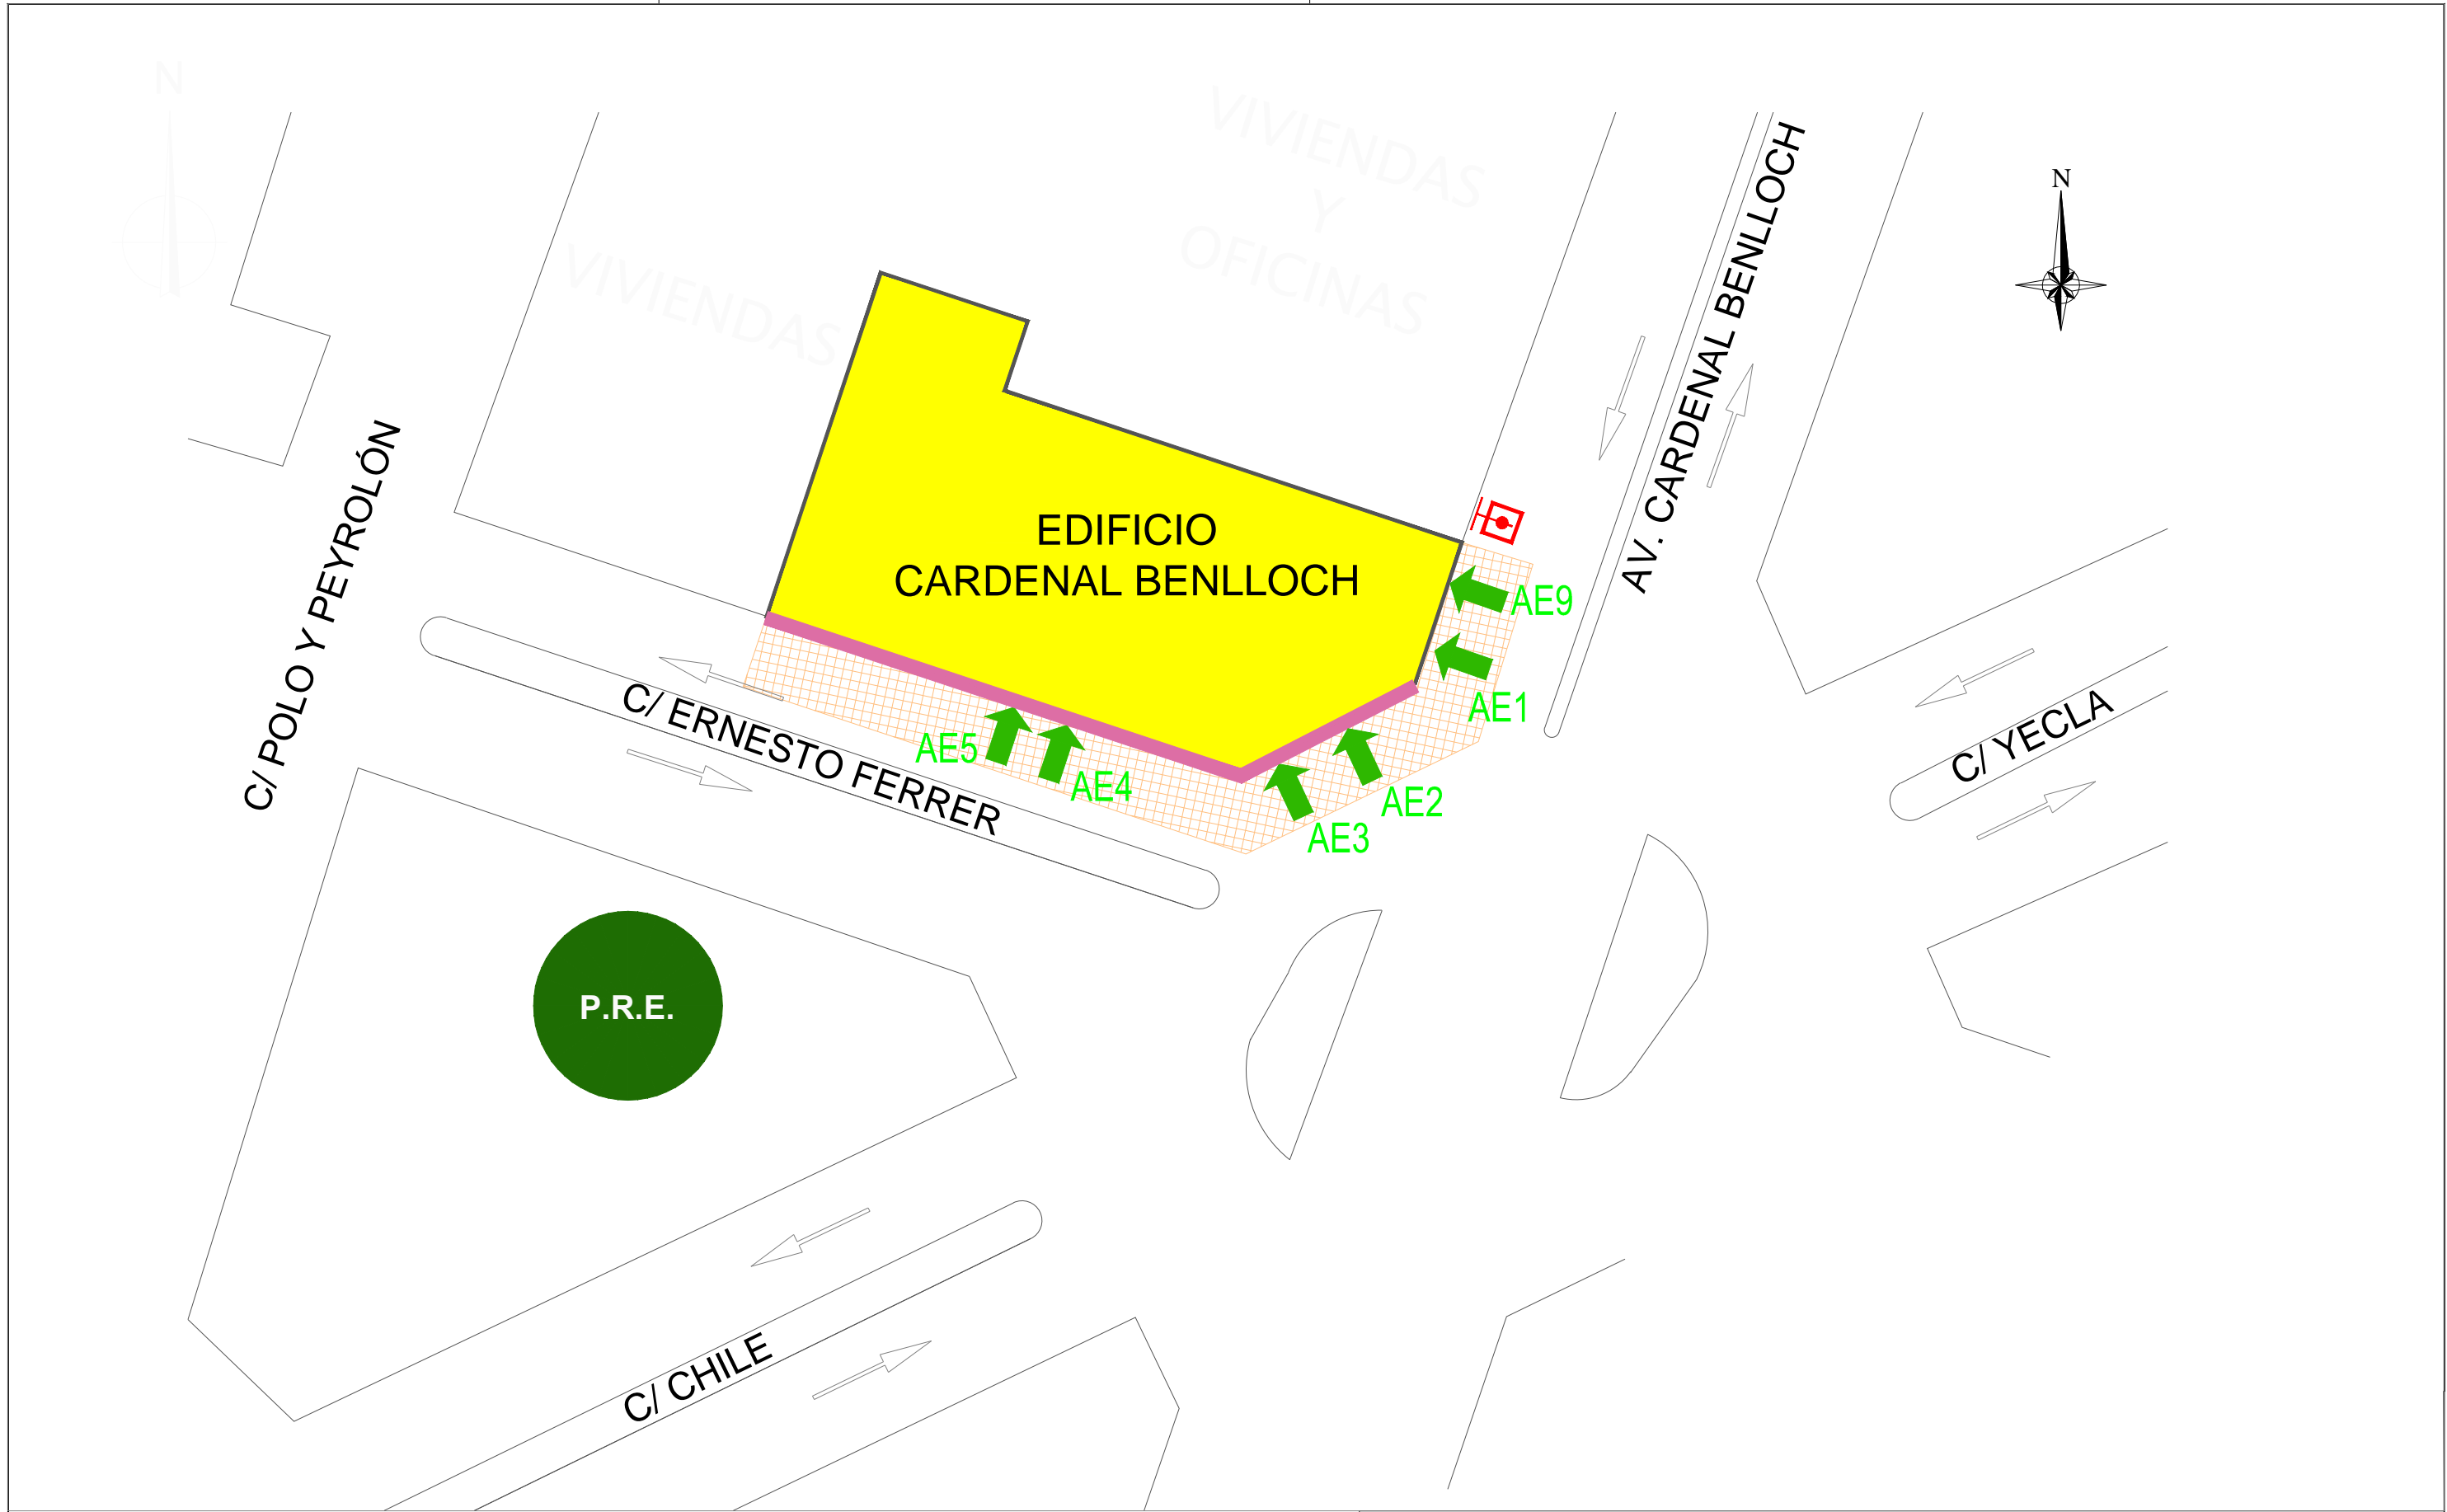 N
VIVIENDAS
Y
OFICINAS
VIVIENDAS
N
AV. CARDENAL BENLLOCH
EDIFICIO
CARDENAL BENLLOCH
C/ POLO Y PEYROLÓN
AE9
AE1
AE2
AE3
AE4
AE5
C/ ERNESTO FERRER
C/ YECLA
P.R.E.
C/ CHILE